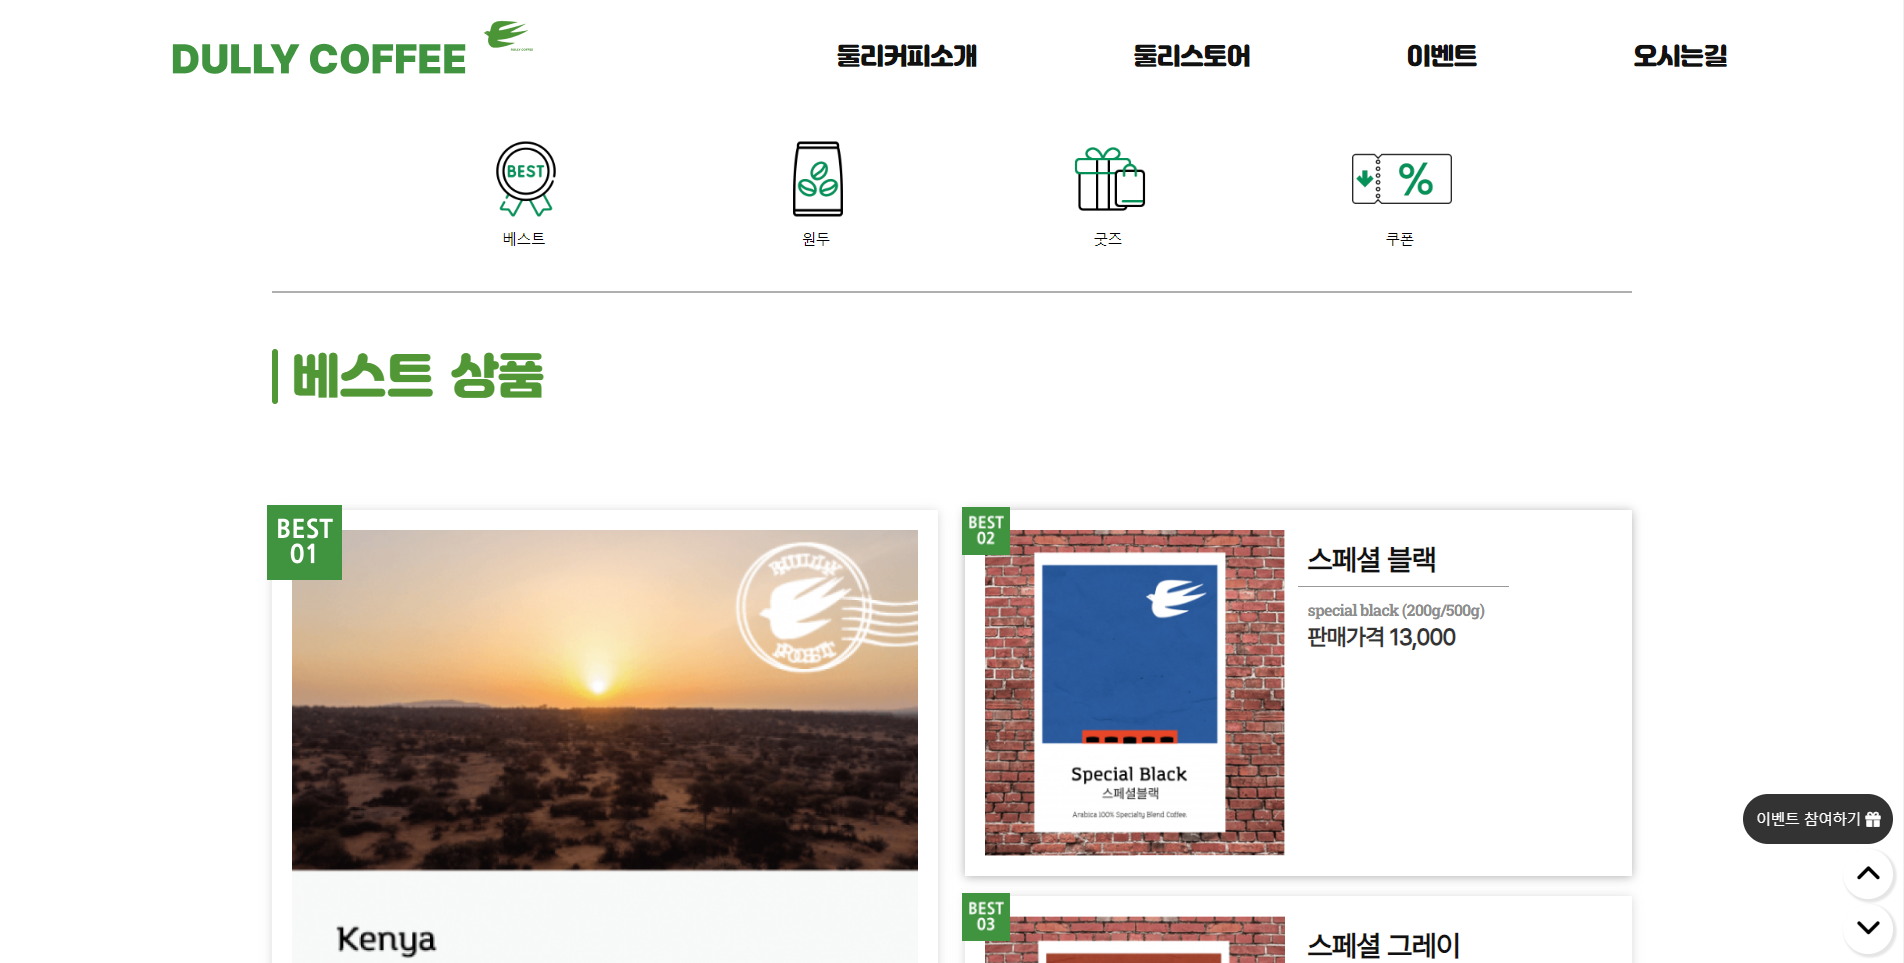 DULLY COFFEE
둘리커피소개
둘리스토어
이벤트
오시는길
BEST
%
베스트
원두
굿즈
쿠폰
베스트 상품
BEST
01
DULLY
POST
Kenya
BEST
02
Special Black
스페셜블랙
Arabica 100% Specialty Blend Coffee.
스페셜 블랙
special black (200g/500g)
판매가격 13,000
BEST
03
스페셜 그레이
이벤트 참여하기